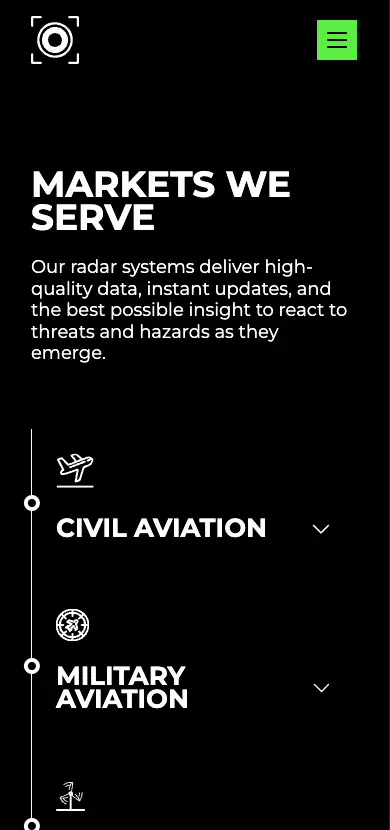 MARKETS WE
SERVE
Our radar systems deliver high-
quality data, instant updates, and
the best possible insight to react to
threats and hazards as they
emerge.
CIVIL AVIATION
MILITARY
AVIATION